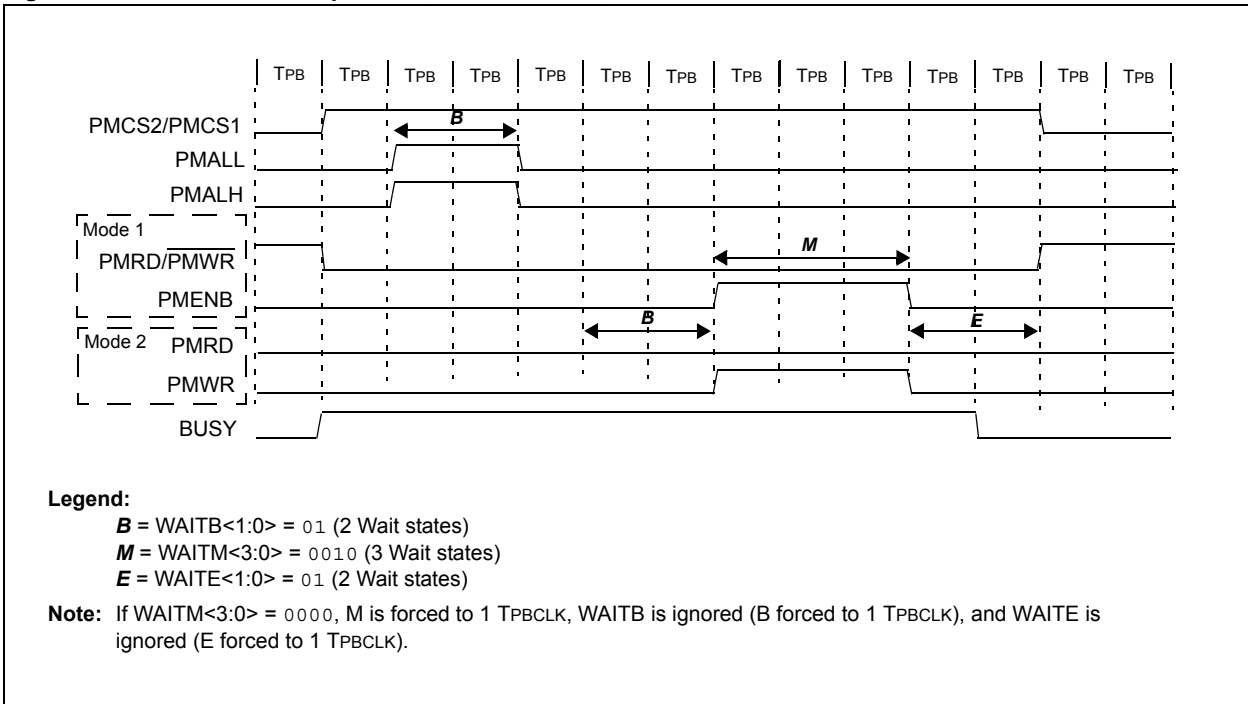 TPB TPB TPB TPB TPB TPB TPB TPB TPB TPB TPB TPB TPB TPB
PMCS2/PMCS1
B
PMALL
PMALH
Mode 1
PMRD/PMWR
M
PMENB
B
E
Mode 2 PMRD
PMWR
BUSY
Legend:
B = WAITB<1:0> = 01 (2 Wait states)
M = WAITM<3:0> = 0010 (3 Wait states)
E = WAITE<1:0> = 01 (2 Wait states)
Note: If WAITM<3:0> = 0000, M is forced to 1 TPBCLK, WAITB is ignored (B forced to 1 TPBCLK), and WAITE is
ignored (E forced to 1 TPBCLK).